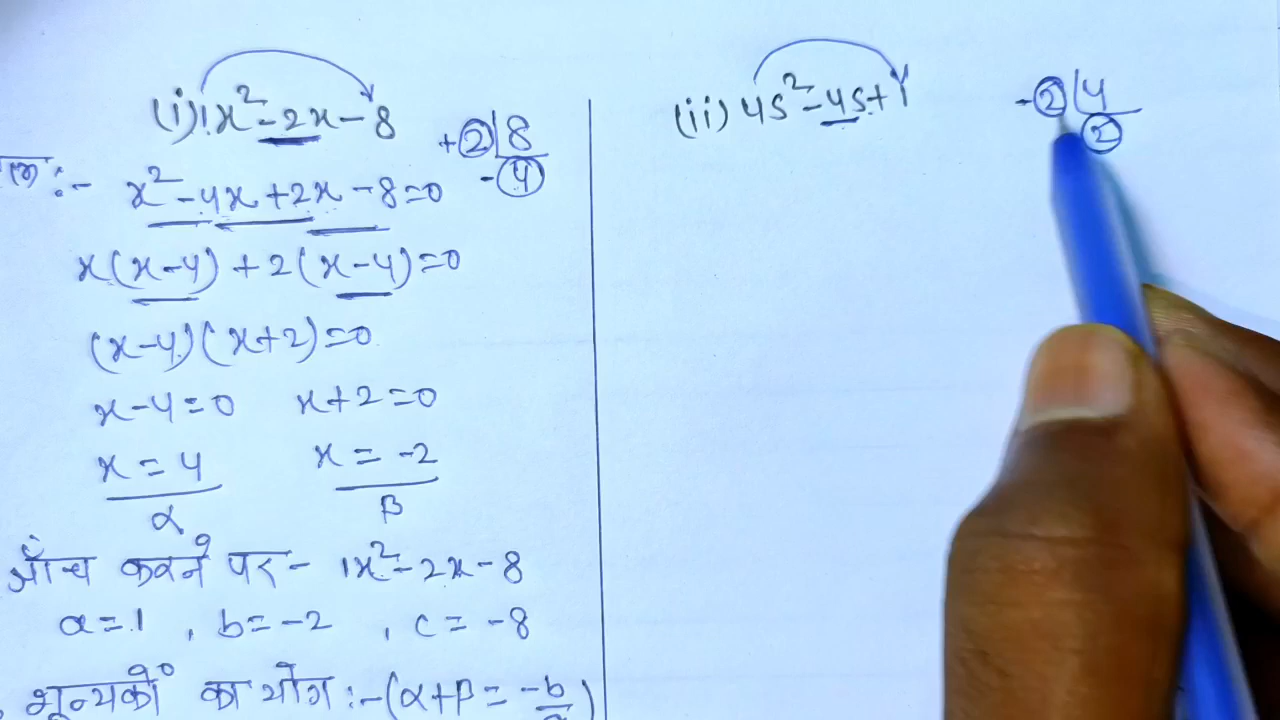 (i) 1x² - 2x - 8
+2 | 8
- 4
:- x² - 4x + 2x - 8 = 0
x(x-4) + 2(x-4) = 0
(x-4)(x+2) = 0
x - 4 = 0 x + 2 = 0
x = 4 x = -2
α β
जाँच करने पर - 1x² - 2x - 8
a = 1 , b = -2 , c = -8
शून्यकों का योग :- (α + β = -b/a)
(ii) 4s² - 4s + 1
-2 | 4
2